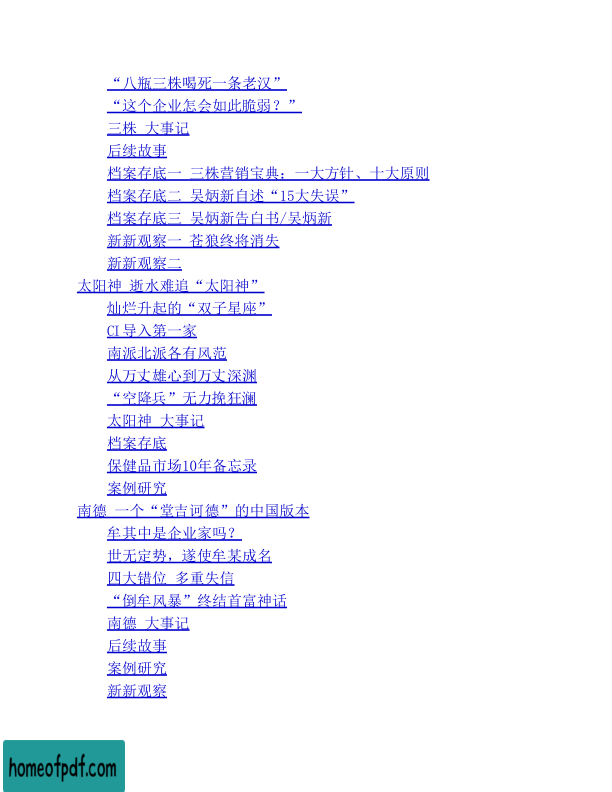 “八瓶三株喝死一条老汉”
“这个企业怎会如此脆弱？”
三株 大事记
后续故事
档案存底一 三株营销宝典：一大方针、十大原则
档案存底二 吴炳新自述“15大失误”
档案存底三 吴炳新告白书/吴炳新
新新观察一 苍狼终将消失
新新观察二
太阳神 逝水难追“太阳神”
灿烂升起的“双子星座”
CI导入第一家
南派北派各有风范
从万丈雄心到万丈深渊
“空降兵”无力挽狂澜
太阳神 大事记
档案存底
保健品市场10年备忘录
案例研究
南德 一个“堂吉诃德”的中国版本
牟其中是企业家吗？
世无定势，遂使牟某成名
四大错位 多重失信
“倒牟风暴”终结首富神话
南德 大事记
后续故事
案例研究
新新观察
homeofpdf.com